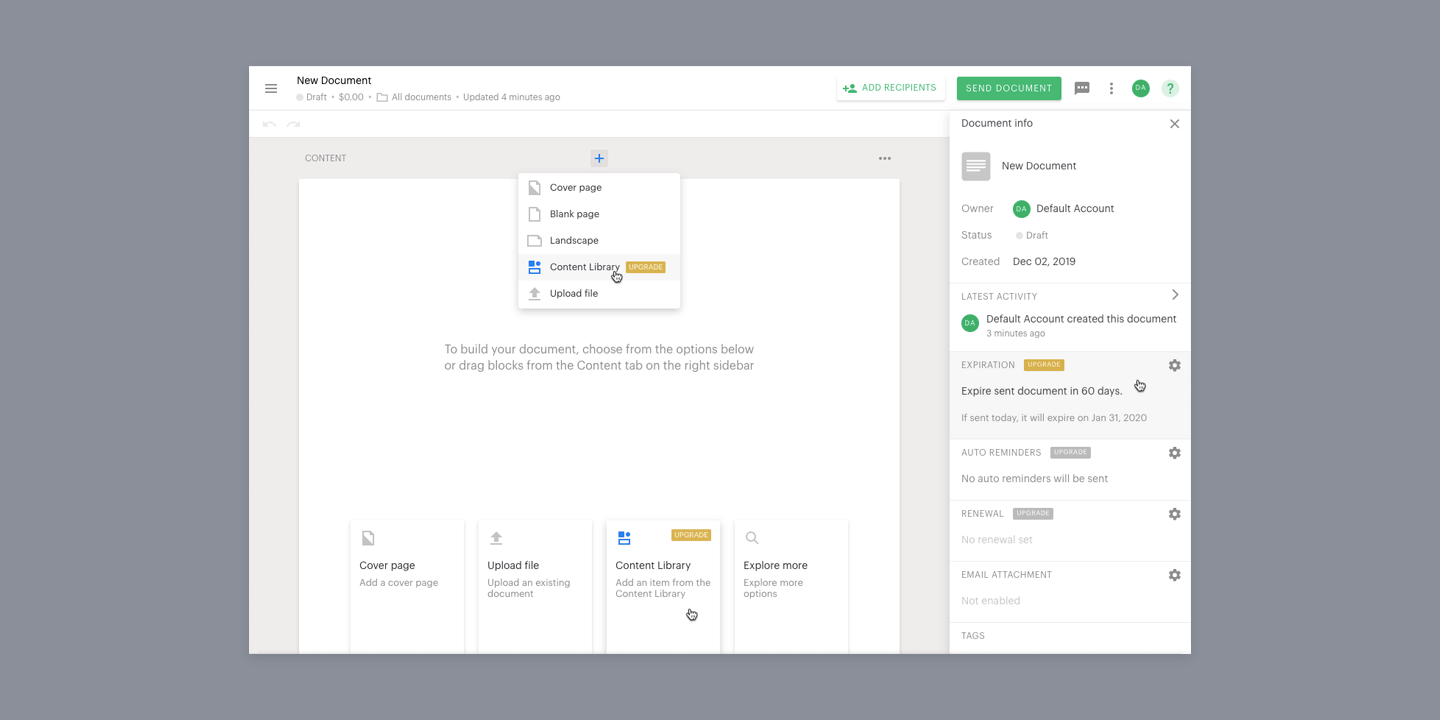 New Document
Draft • $0.00 • All documents • Updated 4 minutes ago
ADD RECIPIENTS
SEND DOCUMENT
DA
?
CONTENT
+
Cover page
Blank page
Landscape
Content Library UPGRADE
Upload file
To build your document, choose from the options below
or drag blocks from the Content tab on the right sidebar
Cover page
Add a cover page
Upload file
Upload an existing
document
UPGRADE
Content Library
Add an item from the
Content Library
Explore more
Explore more
options
Document info
New Document
Owner DA Default Account
Status Draft
Created Dec 02, 2019
LATEST ACTIVITY
DA Default Account created this document
3 minutes ago
EXPIRATION UPGRADE
Expire sent document in 60 days.
If sent today, it will expire on Jan 31, 2020
AUTO REMINDERS UPGRADE
No auto reminders will be sent
RENEWAL UPGRADE
No renewal set
EMAIL ATTACHMENT
Not enabled
TAGS